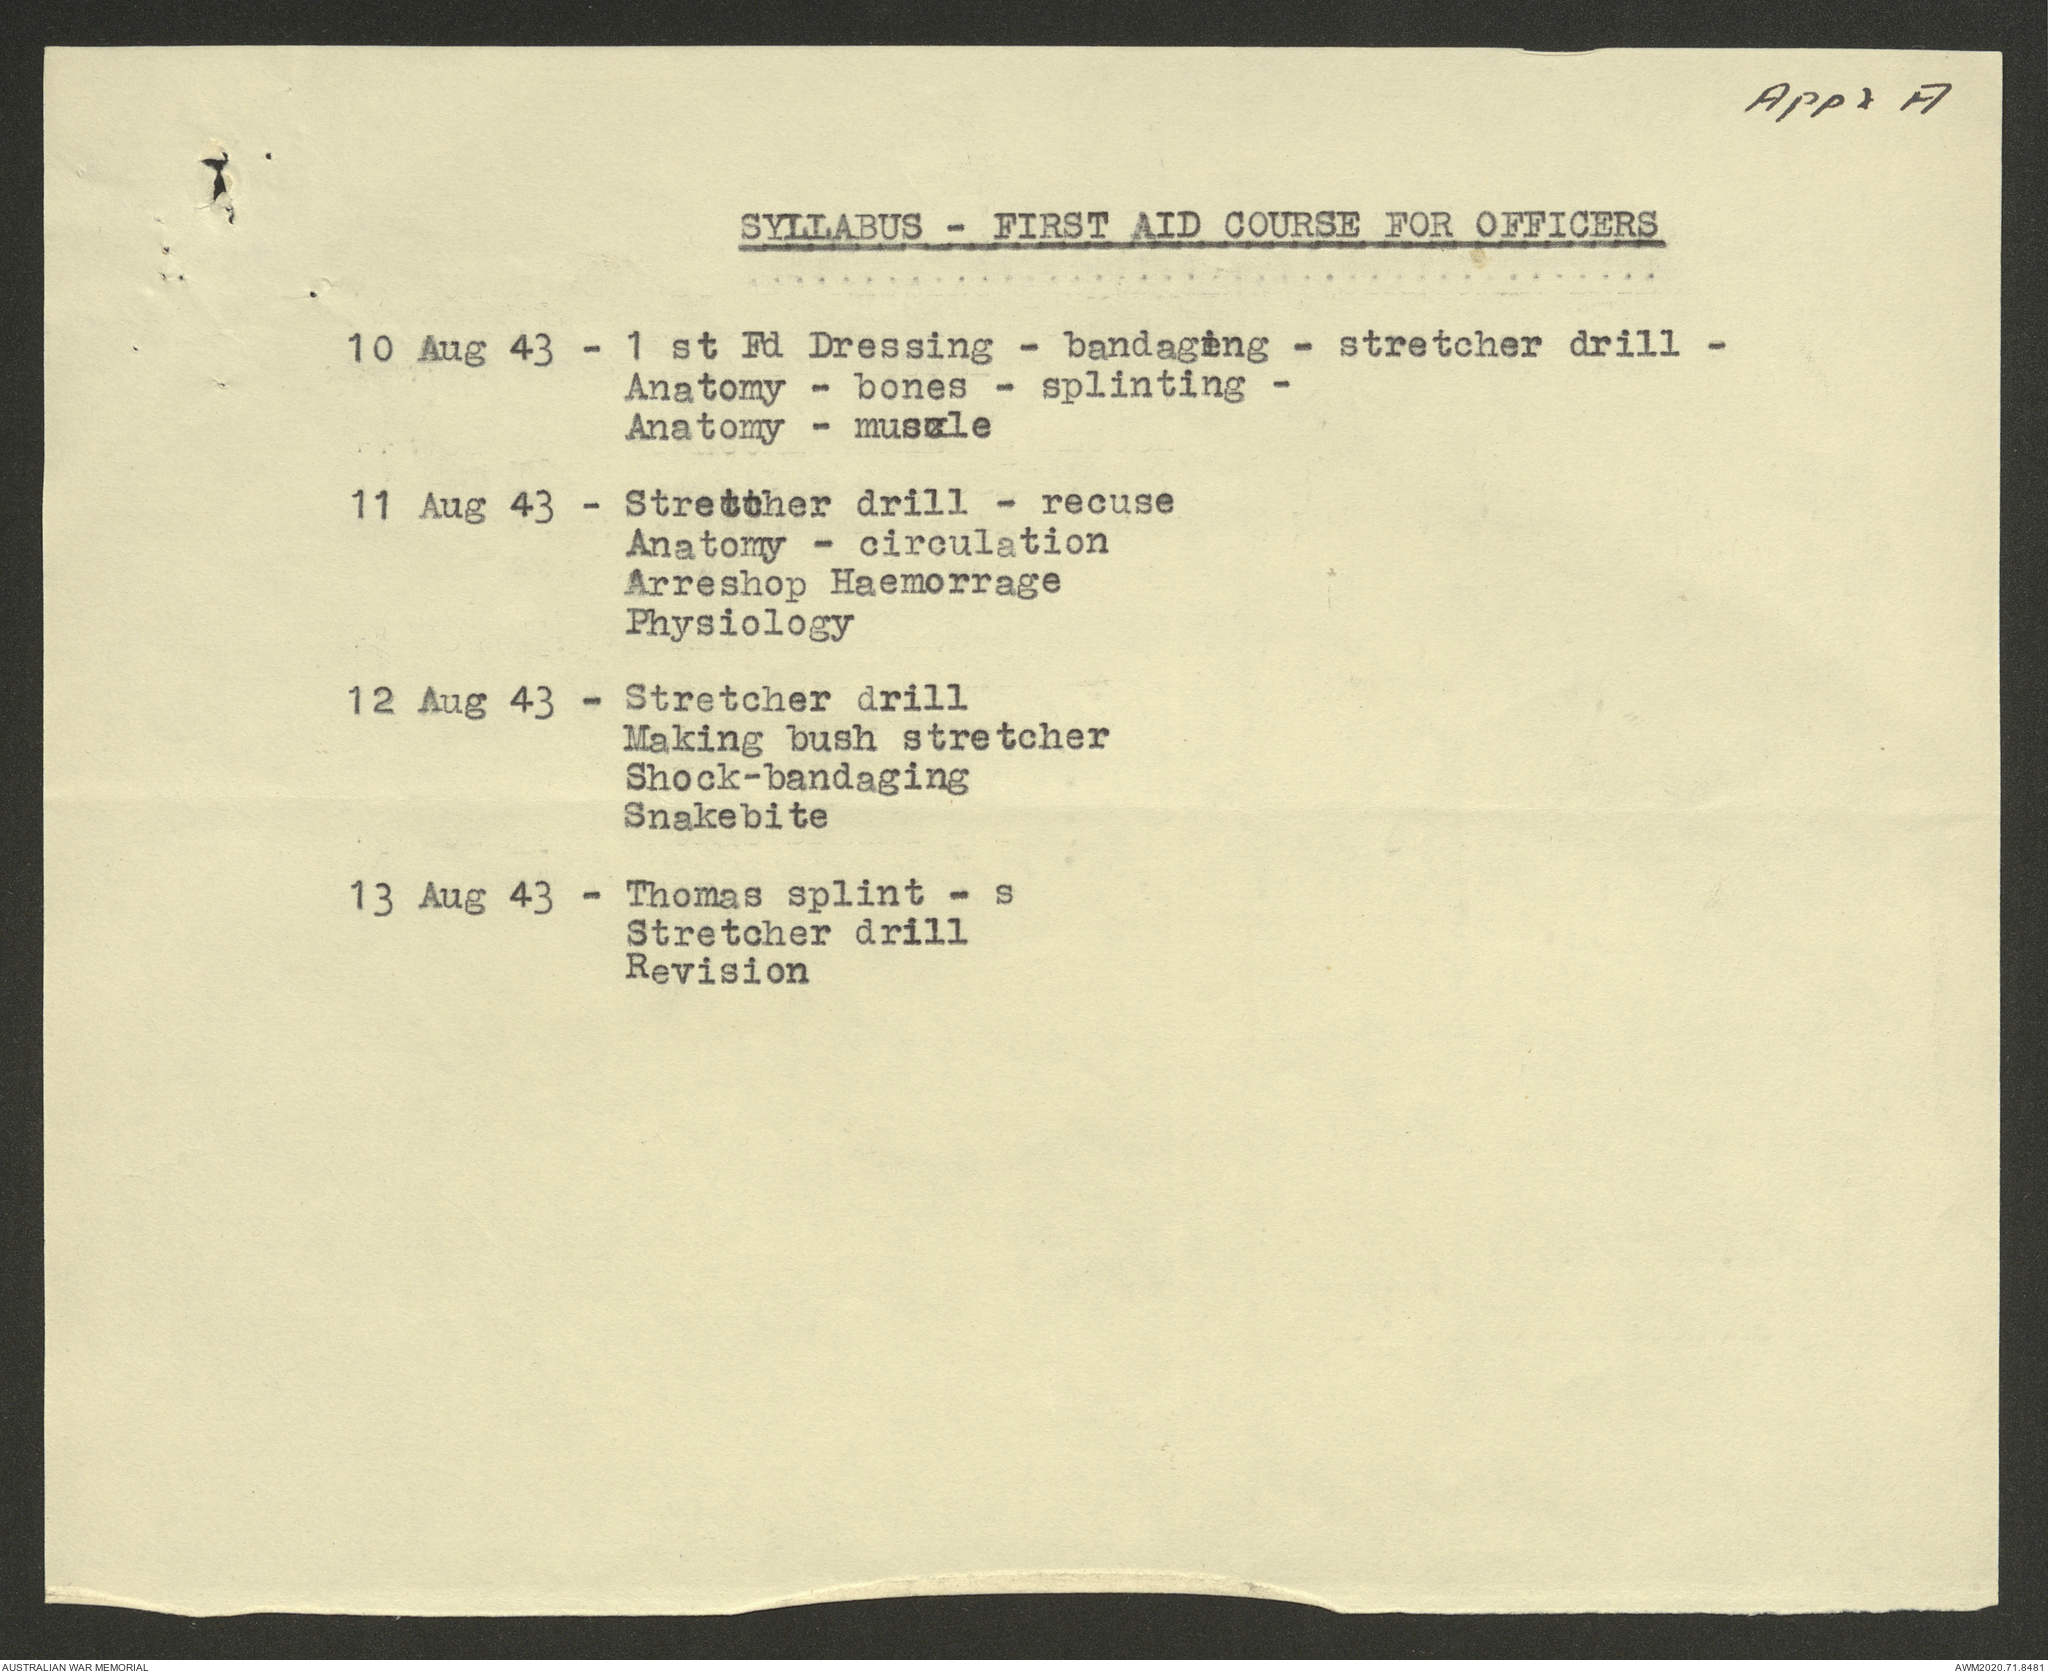 Appx A
SYLLABUS - FIRST AID COURSE FOR OFFICERS
10 Aug 43 - 1 st Fd Dressing - bandaging - stretcher drill -
Anatomy - bones - splinting -
Anatomy - muscle
11 Aug 43 - Stretcher drill - recuse
Anatomy - circulation
Arreshop Haemorrage
Physiology
12 Aug 43 - Stretcher drill
Making bush stretcher
Shock-bandaging
Snakebite
13 Aug 43 - Thomas splint - s
Stretcher drill
Revision
AUSTRALIAN WAR MEMORIAL
AWM2020.71.8481